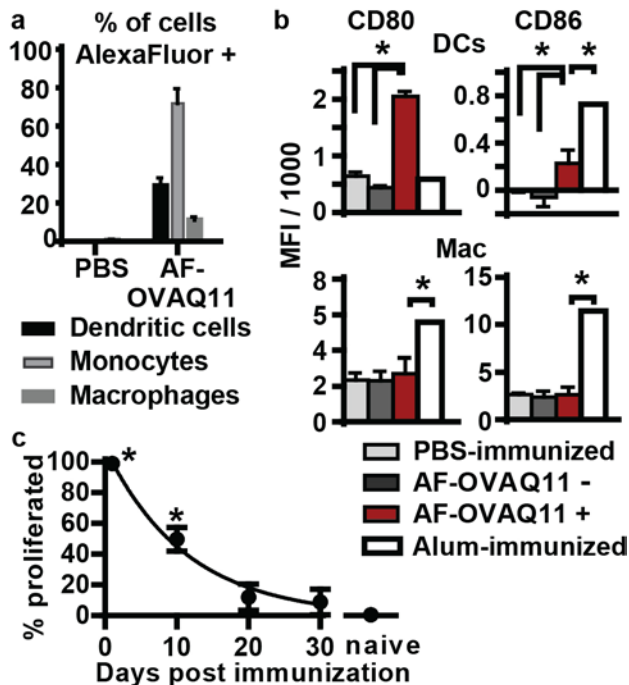 a
% of cells
AlexaFluor +
100
80
60
40
20
0
PBS
AF-
OVAQ11
Dendritic cells
Monocytes
Macrophages
b
CD80
CD86
DCs
* * *
2
1
0
0.8
0.4
0
MFI / 1000
Mac
* *
8
5
3
2
0
15
10
5
0
PBS-immunized
AF-OVAQ11 -
AF-OVAQ11 +
Alum-immunized
c
* *
% proliferated
100
80
60
40
20
0
0 10 20 30 naive
Days post immunization